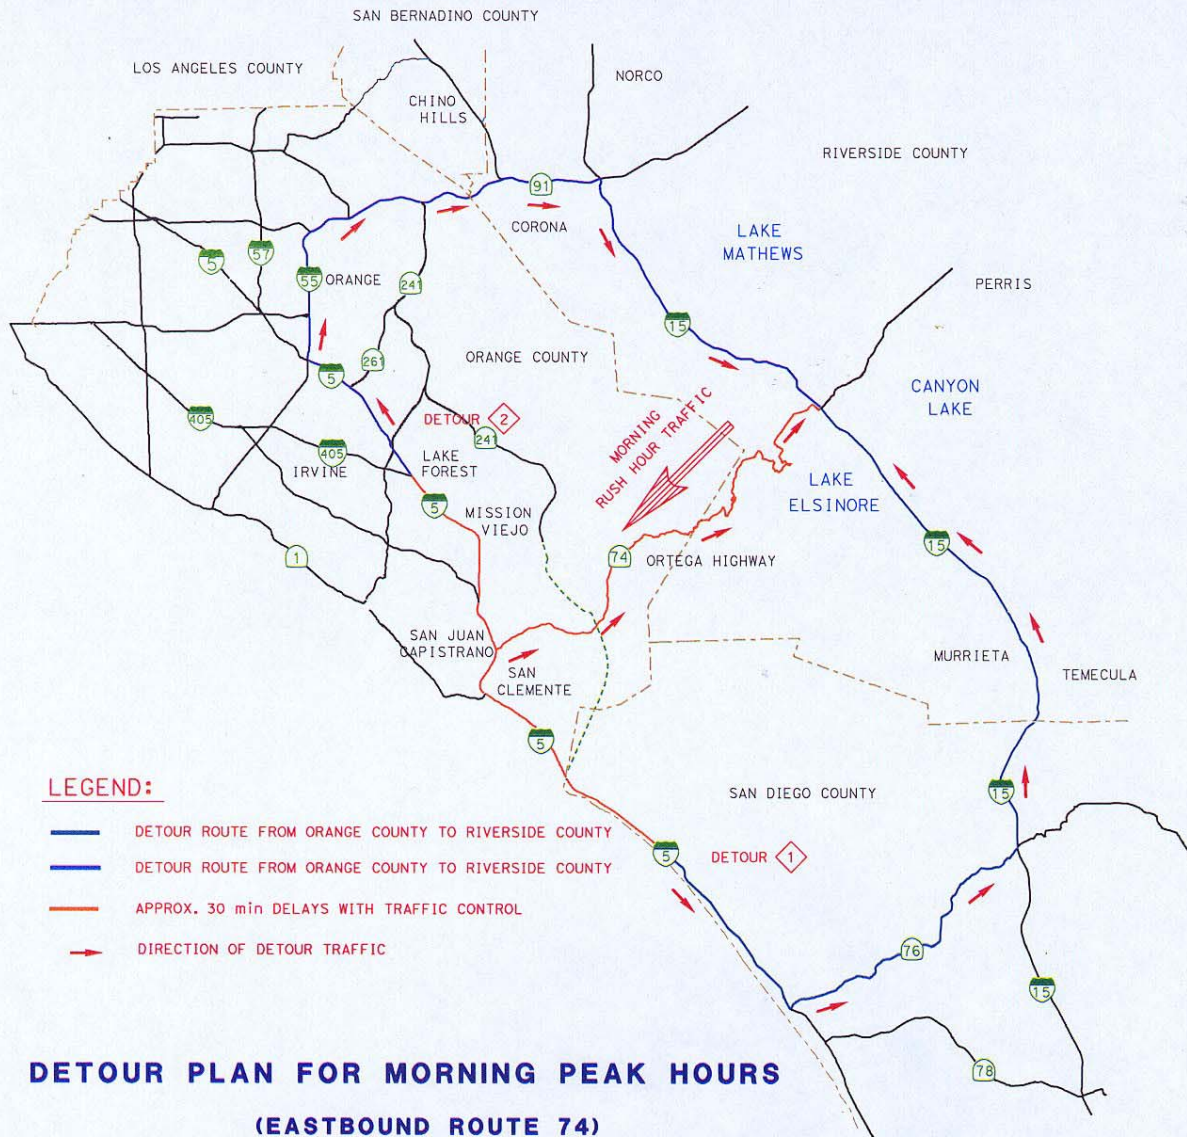 SAN BERNADINO COUNTY
LOS ANGELES COUNTY
NORCO
CHINO
HILLS
RIVERSIDE COUNTY
91
CORONA
LAKE
MATHEWS
5
57
55
ORANGE
241
PERRIS
15
261
ORANGE COUNTY
5
CANYON
LAKE
405
DETOUR 2
241
MORNING
RUSH HOUR TRAFFIC
405
IRVINE
LAKE
FOREST
LAKE
ELSINORE
5
MISSION
VIEJO
15
1
74
ORTEGA HIGHWAY
SAN JUAN
CAPISTRANO
SAN
CLEMENTE
MURRIETA
TEMECULA
5
LEGEND:
SAN DIEGO COUNTY
15
DETOUR ROUTE FROM ORANGE COUNTY TO RIVERSIDE COUNTY
5
DETOUR 1
DETOUR ROUTE FROM ORANGE COUNTY TO RIVERSIDE COUNTY
APPROX. 30 min DELAYS WITH TRAFFIC CONTROL
DIRECTION OF DETOUR TRAFFIC
76
15
78
DETOUR PLAN FOR MORNING PEAK HOURS
(EASTBOUND ROUTE 74)